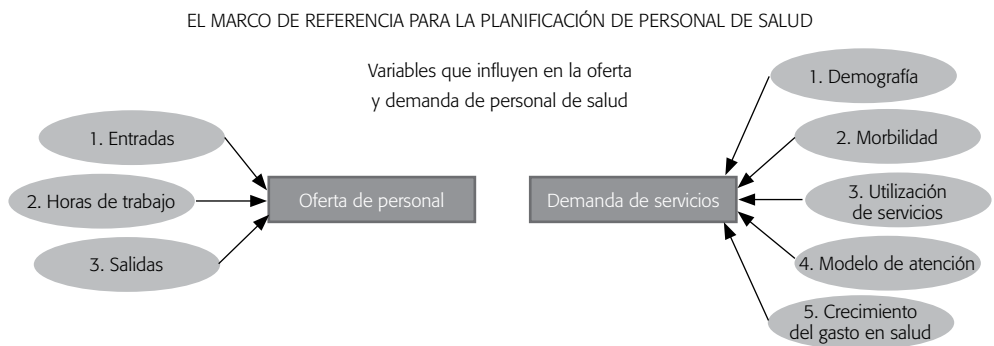 EL MARCO DE REFERENCIA PARA LA PLANIFICACIÓN DE PERSONAL DE SALUD
Variables que influyen en la oferta
y demanda de personal de salud
1. Entradas
2. Horas de trabajo
3. Salidas
Oferta de personal
Demanda de servicios
1. Demografía
2. Morbilidad
3. Utilización
de servicios
4. Modelo de atención
5. Crecimiento
del gasto en salud